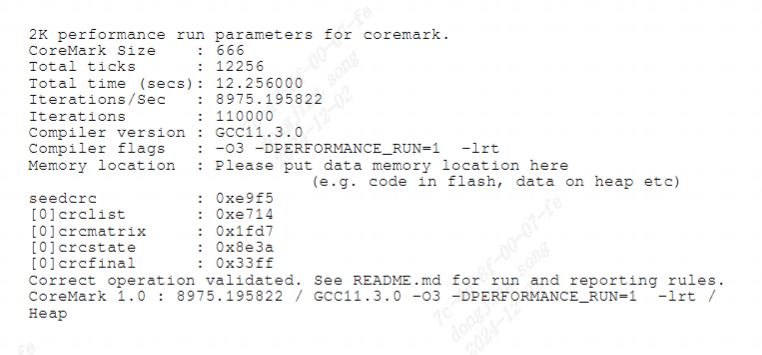 2K performance run parameters for coremark.
CoreMark Size    : 666
Total ticks      : 12256
Total time (secs): 12.256000
Iterations/Sec   : 8975.195822
Iterations       : 110000
Compiler version : GCC11.3.0
Compiler flags   : -O3 -DPERFORMANCE_RUN=1  -lrt
Memory location  : Please put data memory location here
(e.g. code in flash, data on heap etc)
seedcrc          : 0xe9f5
[0]crclist       : 0xe714
[0]crcmatrix     : 0x1fd7
[0]crcstate      : 0x8e3a
[0]crcfinal      : 0x33ff
Correct operation validated. See README.md for run and reporting rules.
CoreMark 1.0 : 8975.195822 / GCC11.3.0 -O3 -DPERFORMANCE_RUN=1  -lrt /
Heap